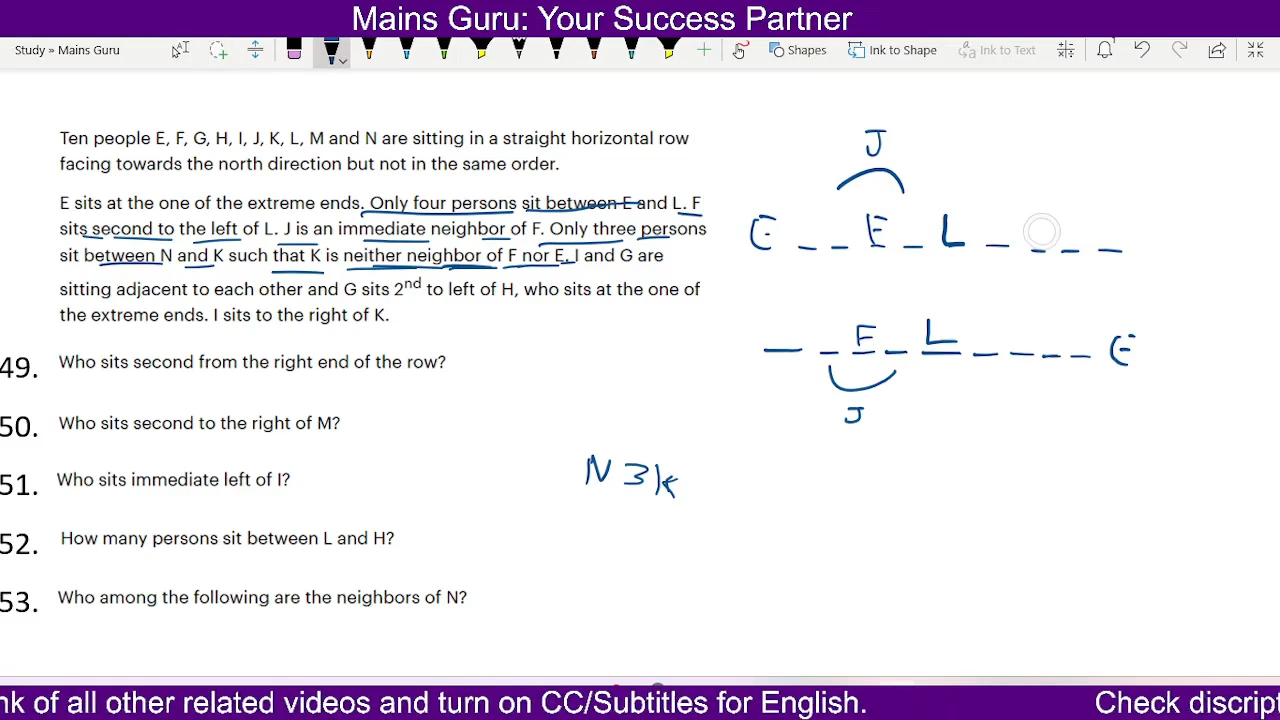 Mains Guru: Your Success Partner
Study » Mains Guru
Shapes
Ink to Shape
Ink to Text
Ten people E, F, G, H, I, J, K, L, M and N are sitting in a straight horizontal row
facing towards the north direction but not in the same order.
E sits at the one of the extreme ends. Only four persons sit between E and L. F
sits second to the left of L. J is an immediate neighbor of F. Only three persons
sit between N and K such that K is neither neighbor of F nor E. I and G are
sitting adjacent to each other and G sits 2nd to left of H, who sits at the one of
the extreme ends. I sits to the right of K.
49. Who sits second from the right end of the row?
50. Who sits second to the right of M?
51. Who sits immediate left of I?
52. How many persons sit between L and H?
53. Who among the following are the neighbors of N?
J
E _ _ F _ L _ _ _ _
_ _ F _ L _ _ _ _ E
J
N 3 K
nk of all other related videos and turn on CC/Subtitles for English.
Check discript